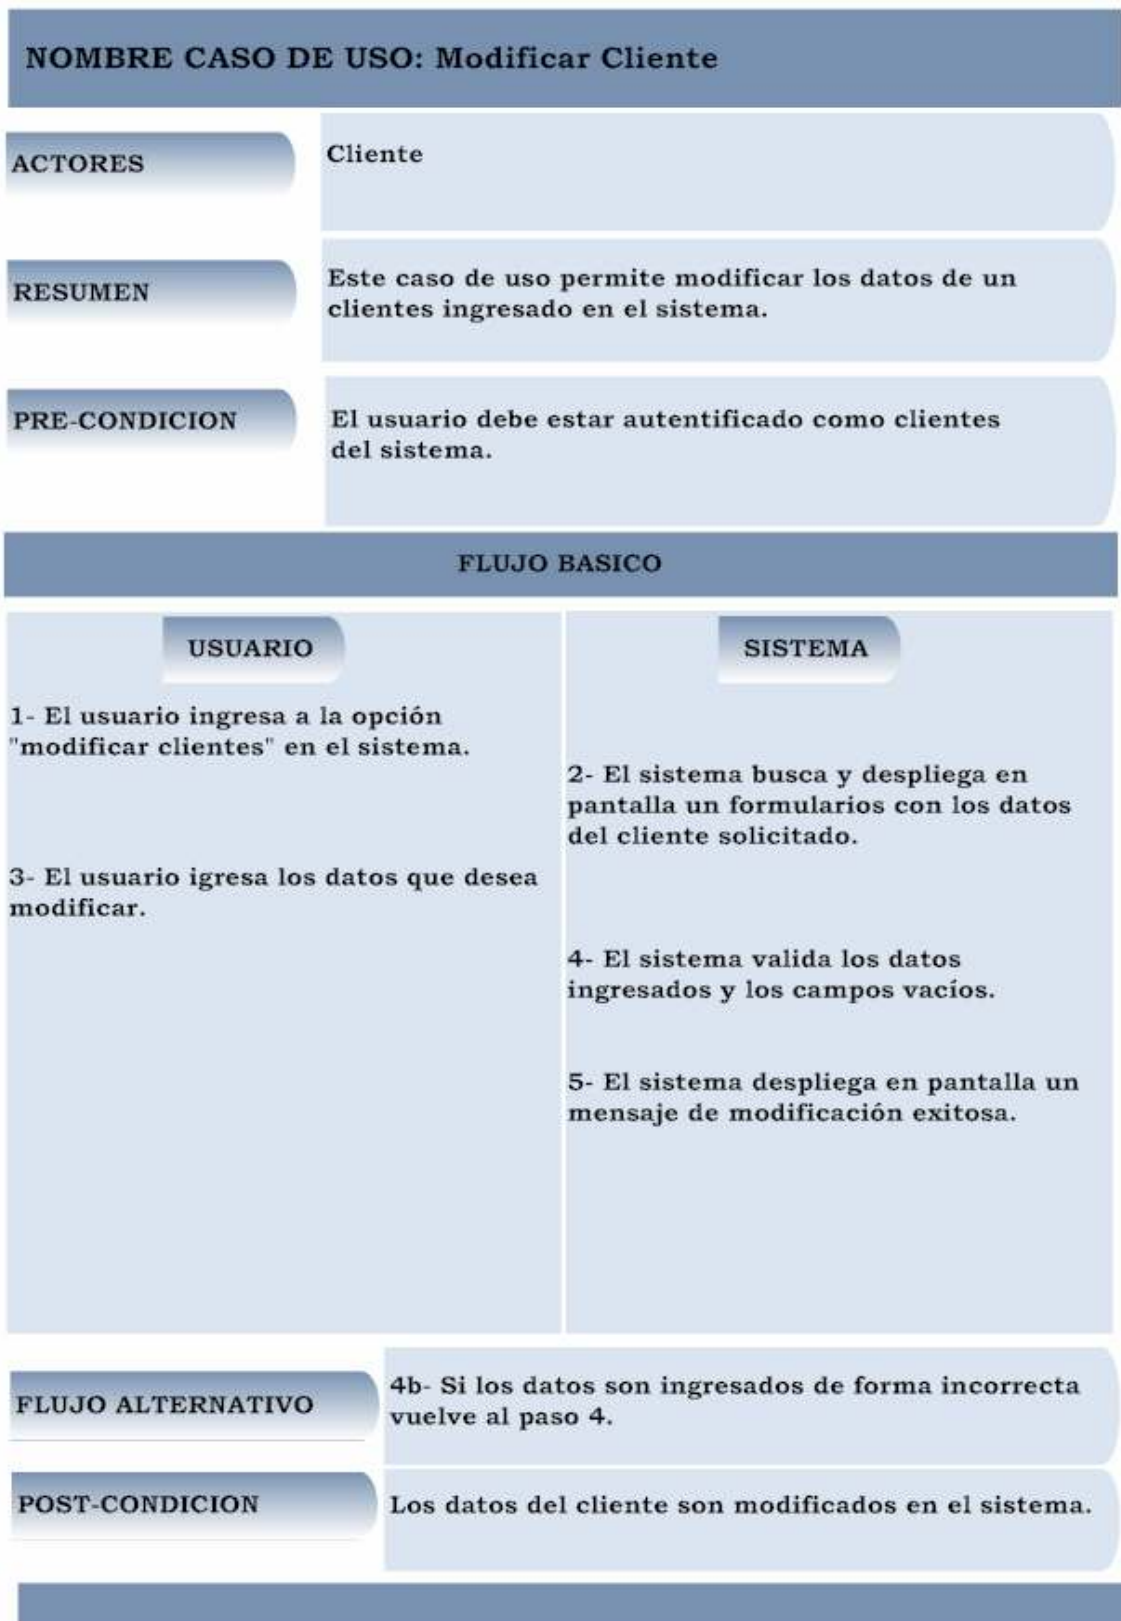 NOMBRE CASO DE USO: Modificar Cliente
ACTORES
Cliente
RESUMEN
Este caso de uso permite modificar los datos de un
clientes ingresado en el sistema.
PRE-CONDICION
El usuario debe estar autentificado como clientes
del sistema.
FLUJO BASICO
USUARIO
1- El usuario ingresa a la opción
"modificar clientes" en el sistema.
3- El usuario igresa los datos que desea
modificar.
SISTEMA
2- El sistema busca y despliega en
pantalla un formularios con los datos
del cliente solicitado.
4- El sistema valida los datos
ingresados y los campos vacíos.
5- El sistema despliega en pantalla un
mensaje de modificación exitosa.
FLUJO ALTERNATIVO
4b- Si los datos son ingresados de forma incorrecta
vuelve al paso 4.
POST-CONDICION
Los datos del cliente son modificados en el sistema.